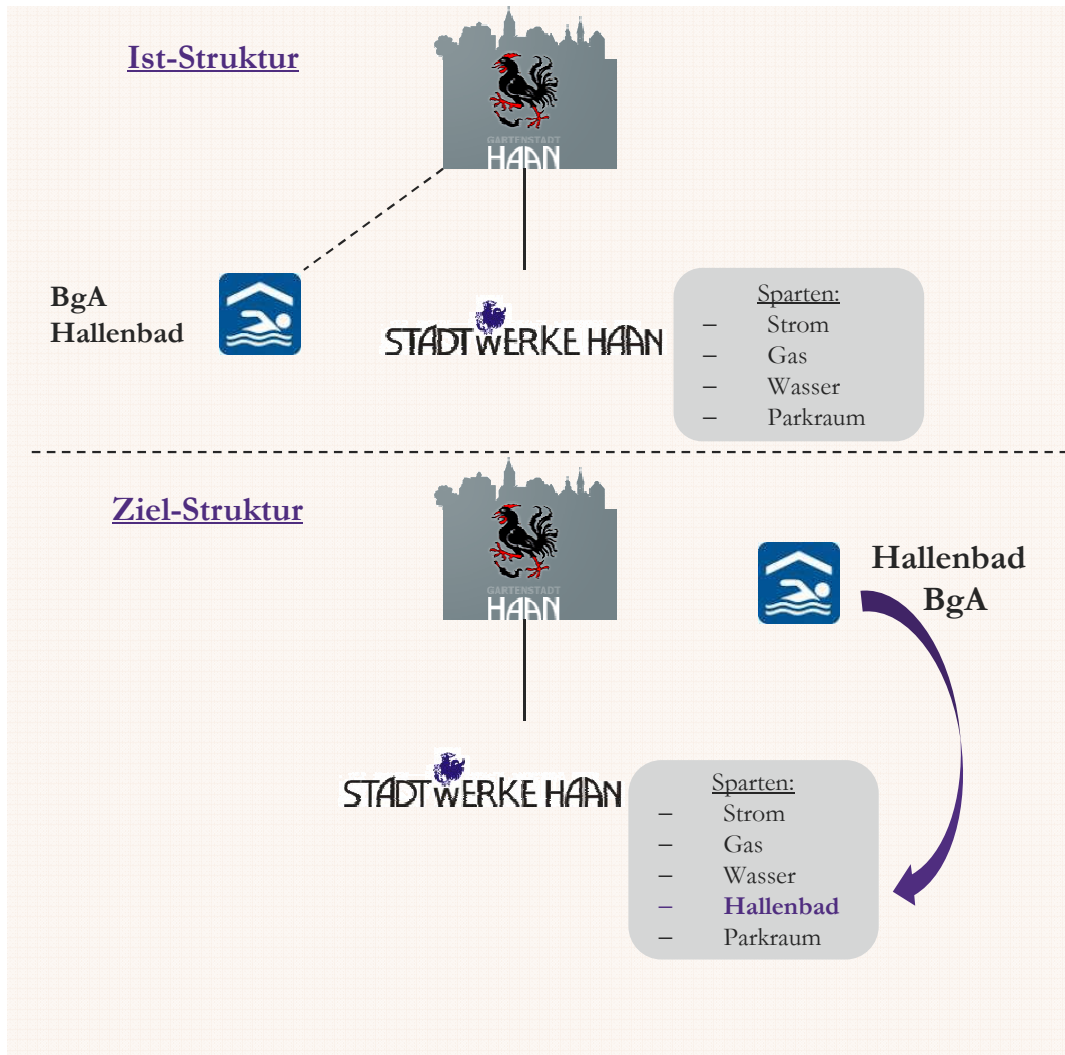 Ist-Struktur
GARTENSTADT
HAAN
BgA
Hallenbad
STADTWERKE HAAN
Sparten:
– Strom
– Gas
– Wasser
– Parkraum
Ziel-Struktur
GARTENSTADT
HAAN
Hallenbad
BgA
STADTWERKE HAAN
Sparten:
– Strom
– Gas
– Wasser
– Hallenbad
– Parkraum